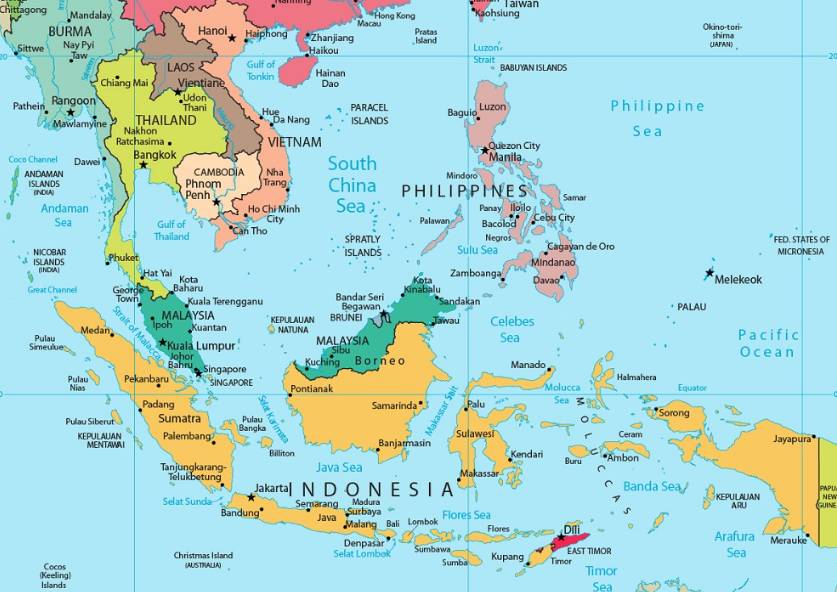 Chittagong
Mandalay
BURMA
Nay Pyi
Taw
Sittwe
Pathein
Rangoon
Mawlamyine
Dawei
Hanoi
Haiphong
Nanning
Hong Kong
Macau
Zhanjiang
Haikou
Hainan
Dao
Gulf of
Tonkin
Pratas
Island
Taiwan
Kaohsiung
Luzon
Strait
BABUYAN ISLANDS
Okino-tori-
shima
(JAPAN)
20
20
LAOS
Vientiane
Chiang Mai
Udon
Thani
THAILAND
Nakhon
Ratchasima
Bangkok
Hue
Da Nang
VIETNAM
CAMBODIA
Phnom
Penh
Nha
Trang
Ho Chi Minh
City
Can Tho
PARACEL
ISLANDS
South
China
Sea
SPRATLY
ISLANDS
Luzon
Baguio
Quezon City
Manila
Mindoro
PHILIPPINES
Samar
Panay
Iloilo
Cebu City
Bacolod
Negros
Palawan
Sulu Sea
Cagayan de Oro
Mindanao
Zamboanga
Davao
Philippine
Sea
FED. STATES OF
MICRONESIA
Melekeok
PALAU
Pacific
Ocean
Coco Channel
ANDAMAN
ISLANDS
(INDIA)
Andaman
Sea
Gulf of
Thailand
NICOBAR
ISLANDS
(INDIA)
Great Channel
Phuket
Hat Yai
Kota
Baharu
George
Town
Kuala Terengganu
MALAYSIA
Ipoh
Kuantan
Kuala Lumpur
Johor
Bahru
Singapore
SINGAPORE
Strait of Malacca
KEPULAUAN
NATUNA
Bandar Seri
Begawan
BRUNEI
Kota
Kinabalu
Sandakan
Tawau
MALAYSIA
Sibu
Kuching
Borneo
Celebes
Sea
Medan
Pulau
Simeulue
Pulau
Nias
Pekanbaru
Padang
Sumatra
Pulau Siberut
KEPULAUAN
MENTAWAI
Palembang
Pulau
Bangka
Billiton
Selat Karimata
Tanjungkarang-
Telukbetung
Selat Sunda
Pontianak
Samarinda
Banjarmasin
Makassar Strait
Java Sea
INDONESIA
Manado
Molucca
Sea
Halmahera
Equator
Palu
Sulawesi
Kendari
Makassar
MOLUCCAS
Sorong
Ceram
Buru
Ambon
Jayapura
Banda Sea
KEPULAUAN
ARU
PAPUA
NEW
GUINEA
Merauke
Arafura
Sea
Jakarta
Bandung
Semarang
Java
Madura
Surbaya
Malang
Bali
Lombok
Denpasar
Selat Lombok
Sumbawa
Sumba
Flores Sea
Flores
Kupang
Dili
EAST TIMOR
Timor
Timor
Sea
Christmas Island
(AUSTRALIA)
Cocos
(Keeling)
Islands